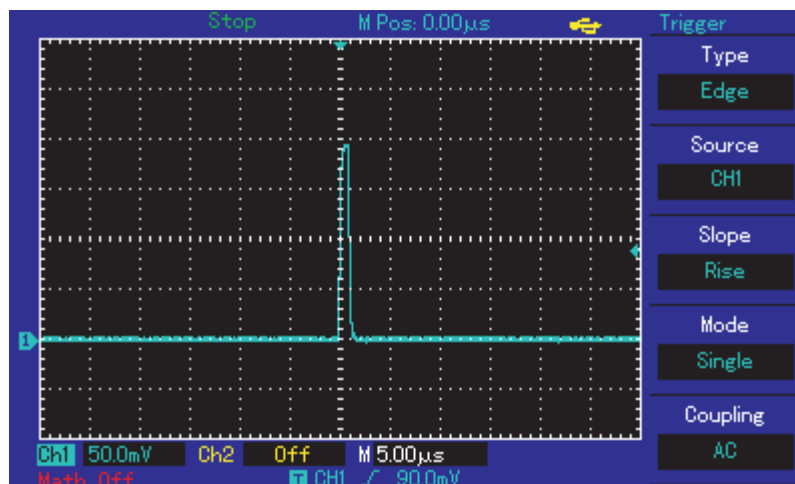 Stop M Pos: 0.00µs Trigger
Type
Edge
Source
CH1
Slope
Rise
Mode
Single
Coupling
AC
1
Ch1 50.0mV Ch2 Off M 5.00µs
Math Off T CH1 90.0mV